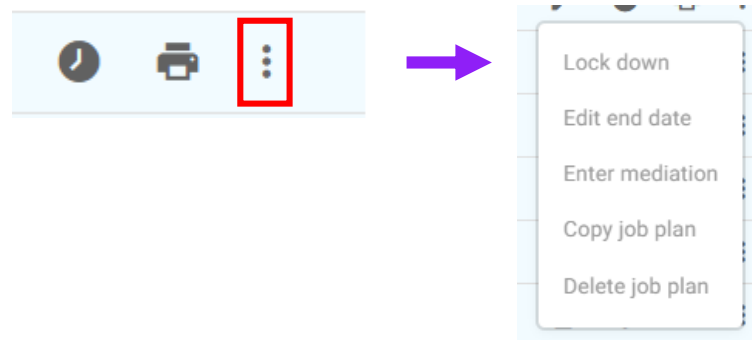 Lock down
Edit end date
Enter mediation
Copy job plan
Delete job plan